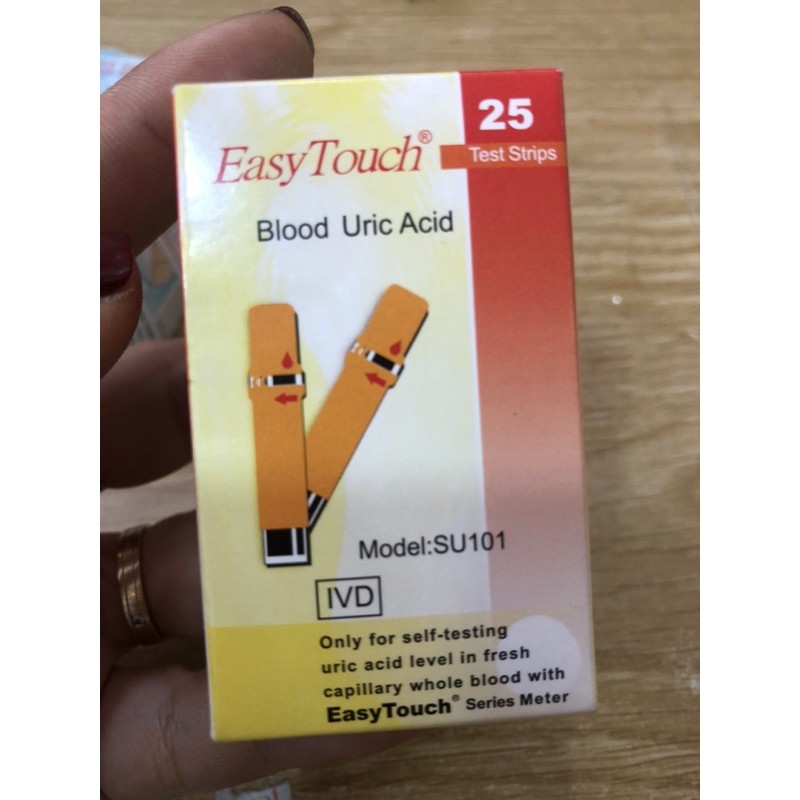 25
Test Strips
EasyTouch®
Blood Uric Acid
Model:SU101
IVD
Only for self-testing
uric acid level in fresh
capillary whole blood with
EasyTouch® Series Meter